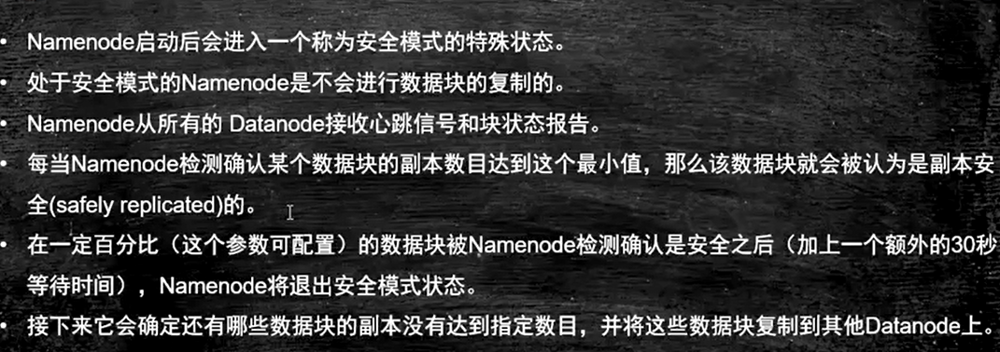 • Namenode启动后会进入一个称为安全模式的特殊状态。
• 处于安全模式的Namenode是不会进行数据块的复制的。
• Namenode从所有的 Datanode接收心跳信号和块状态报告。
• 每当Namenode检测确认某个数据块的副本数目达到这个最小值，那么该数据块就会被认为是副本安
全(safely replicated)的。
• 在一定百分比（这个参数可配置）的数据块被Namenode检测确认是安全之后（加上一个额外的30秒
等待时间），Namenode将退出安全模式状态。
• 接下来它会确定还有哪些数据块的副本没有达到指定数目，并将这些数据块复制到其他Datanode上。